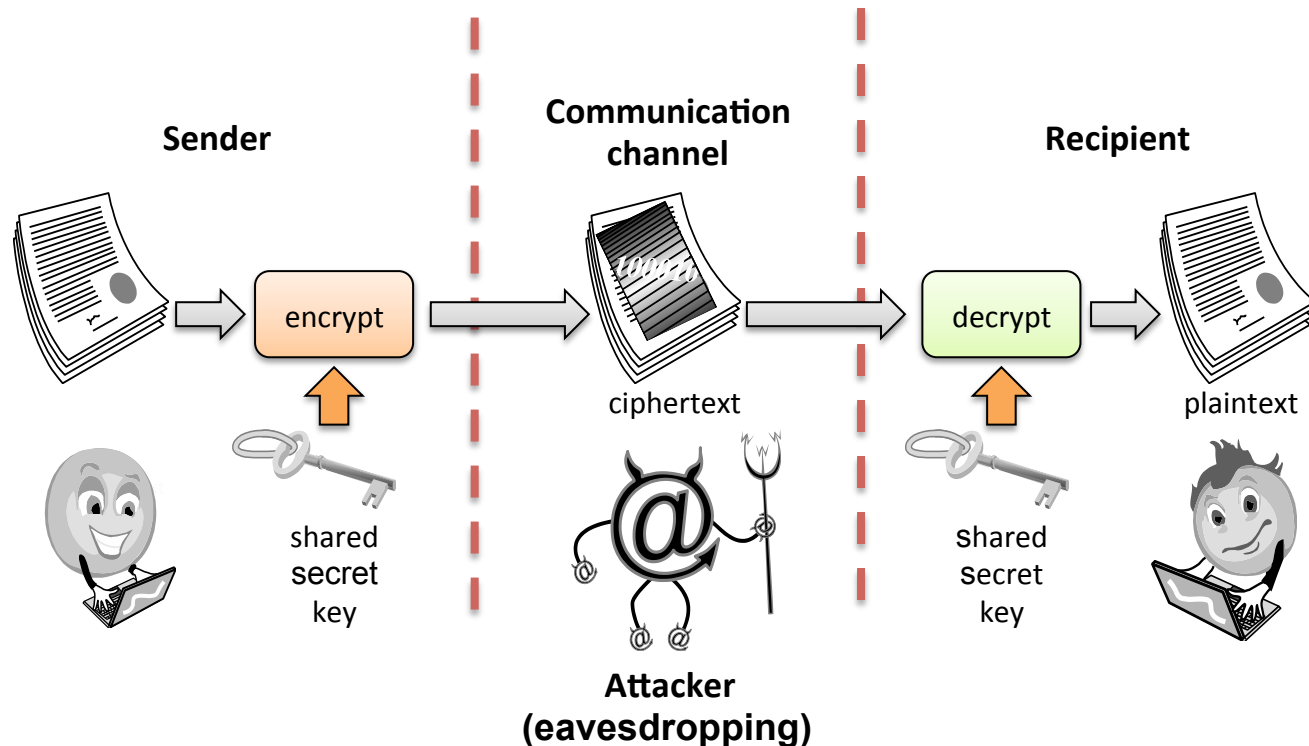 Sender
Communication
channel
Recipient
encrypt
decrypt
ciphertext
plaintext
shared
secret
key
@
@
@
@
@
shared
secret
key
Attacker
(eavesdropping)